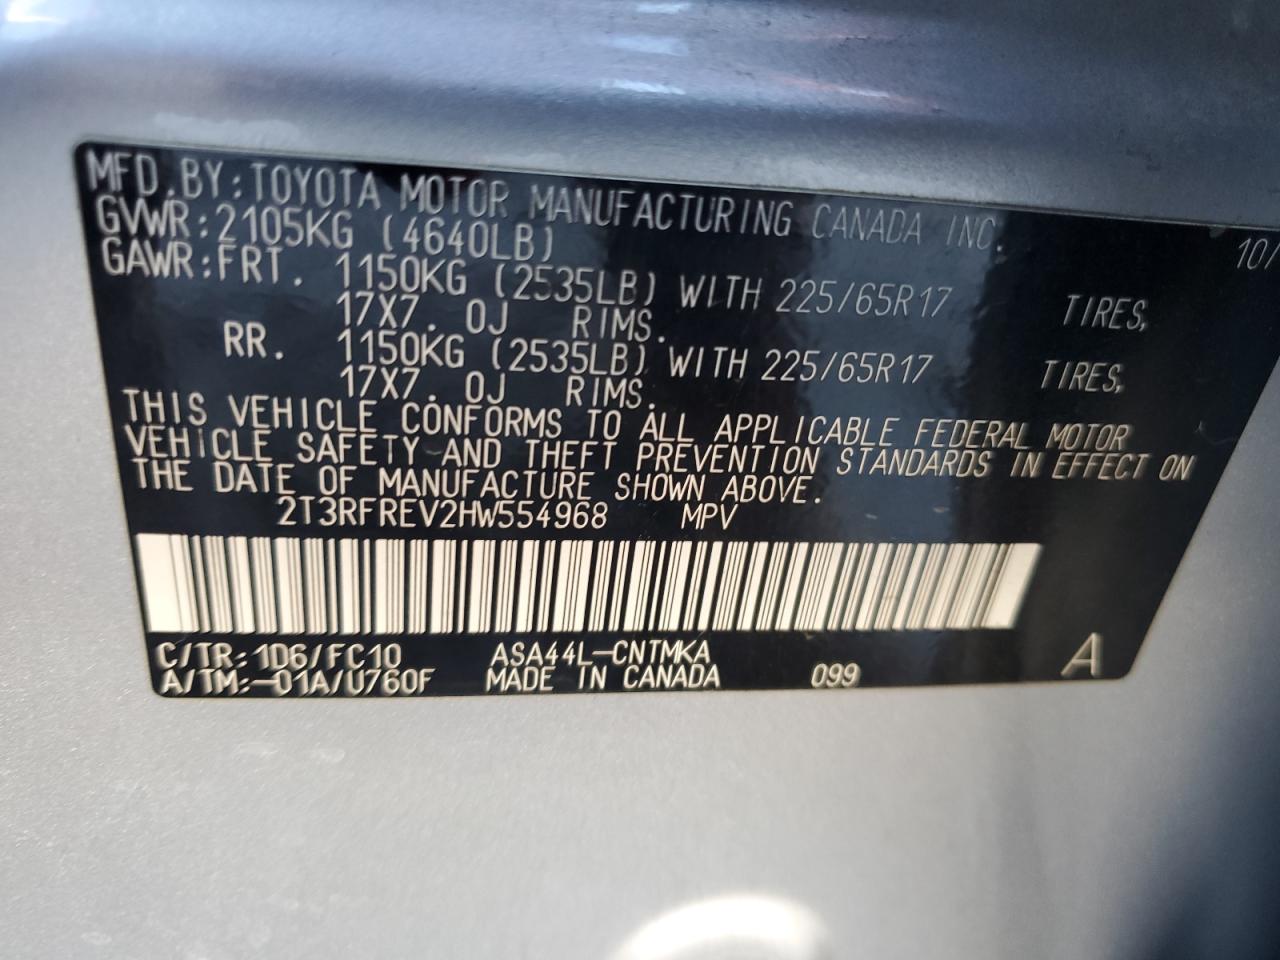 MFD.BY:TOYOTA MOTOR MANUFACTURING CANADA INC.
GVWR:2105KG (4640LB) 10/
GAWR:FRT. 1150KG (2535LB) WITH 225/65R17 TIRES,
17X7. 0J RIMS.
RR. 1150KG (2535LB) WITH 225/65R17 TIRES,
17X7. 0J RIMS.
THIS VEHICLE CONFORMS TO ALL APPLICABLE FEDERAL MOTOR
VEHICLE SAFETY AND THEFT PREVENTION STANDARDS IN EFFECT ON
THE DATE OF MANUFACTURE SHOWN ABOVE.
2T3RFREV2HW554968 MPV
C/TR:1D6/FC10 ASA44L-CNTMKA
A/TM:-01A/U760F MADE IN CANADA 099 A